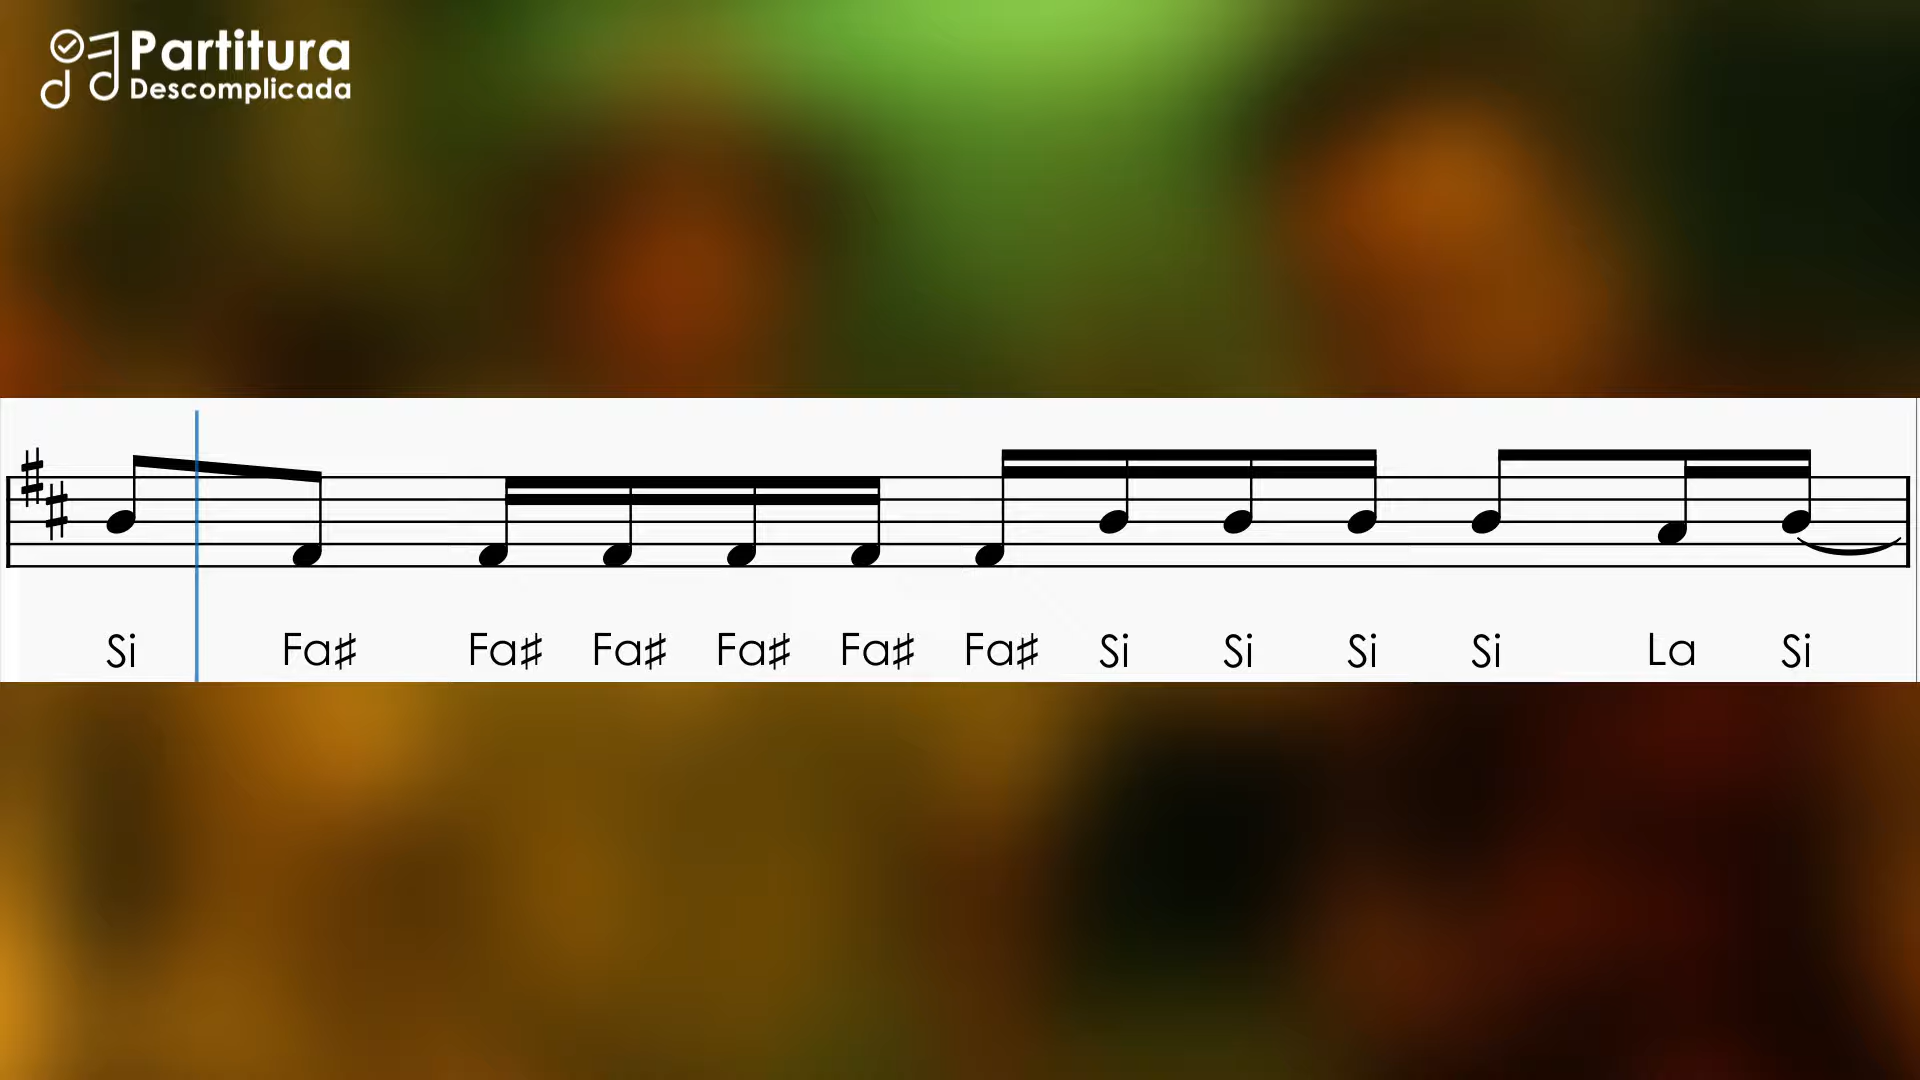 Partitura
Descomplicada
Si Fa♯ Fa♯ Fa♯ Fa♯ Fa♯ Fa♯ Si Si Si Si La Si